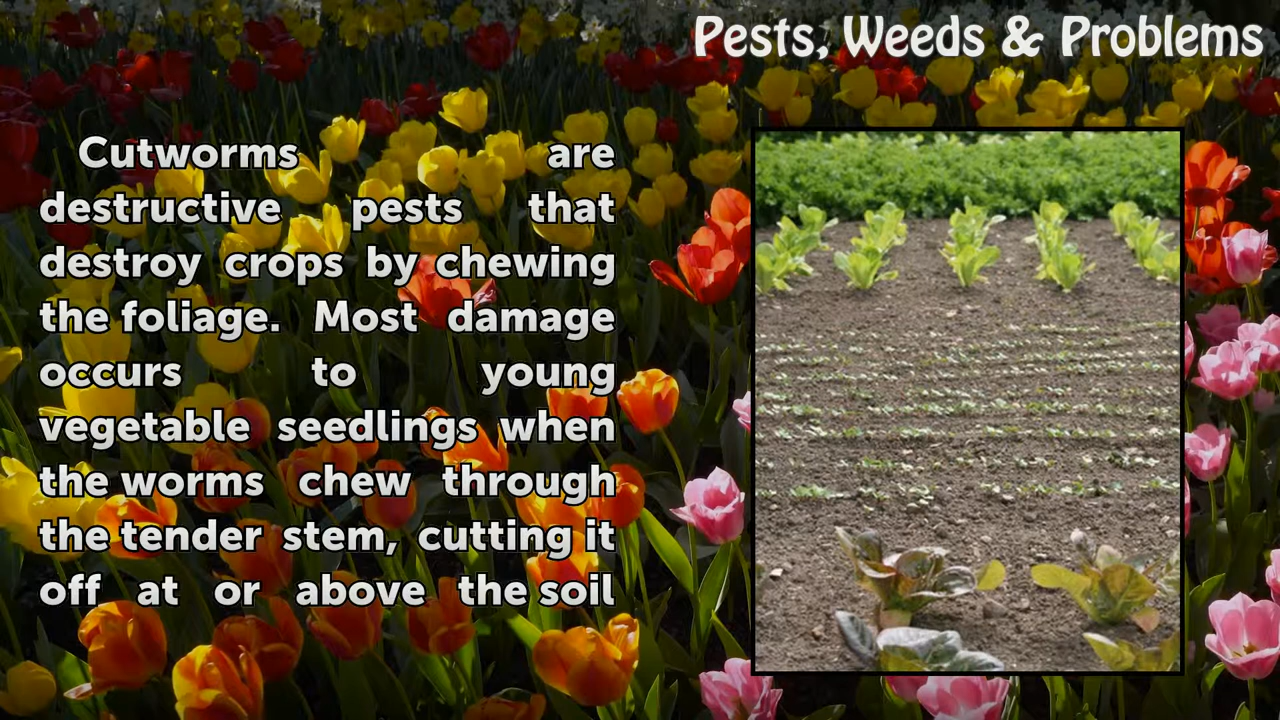 Pests, Weeds & Problems
Cutworms are
destructive pests that
destroy crops by chewing
the foliage. Most damage
occurs to young
vegetable seedlings when
the worms chew through
the tender stem, cutting it
off at or above the soil